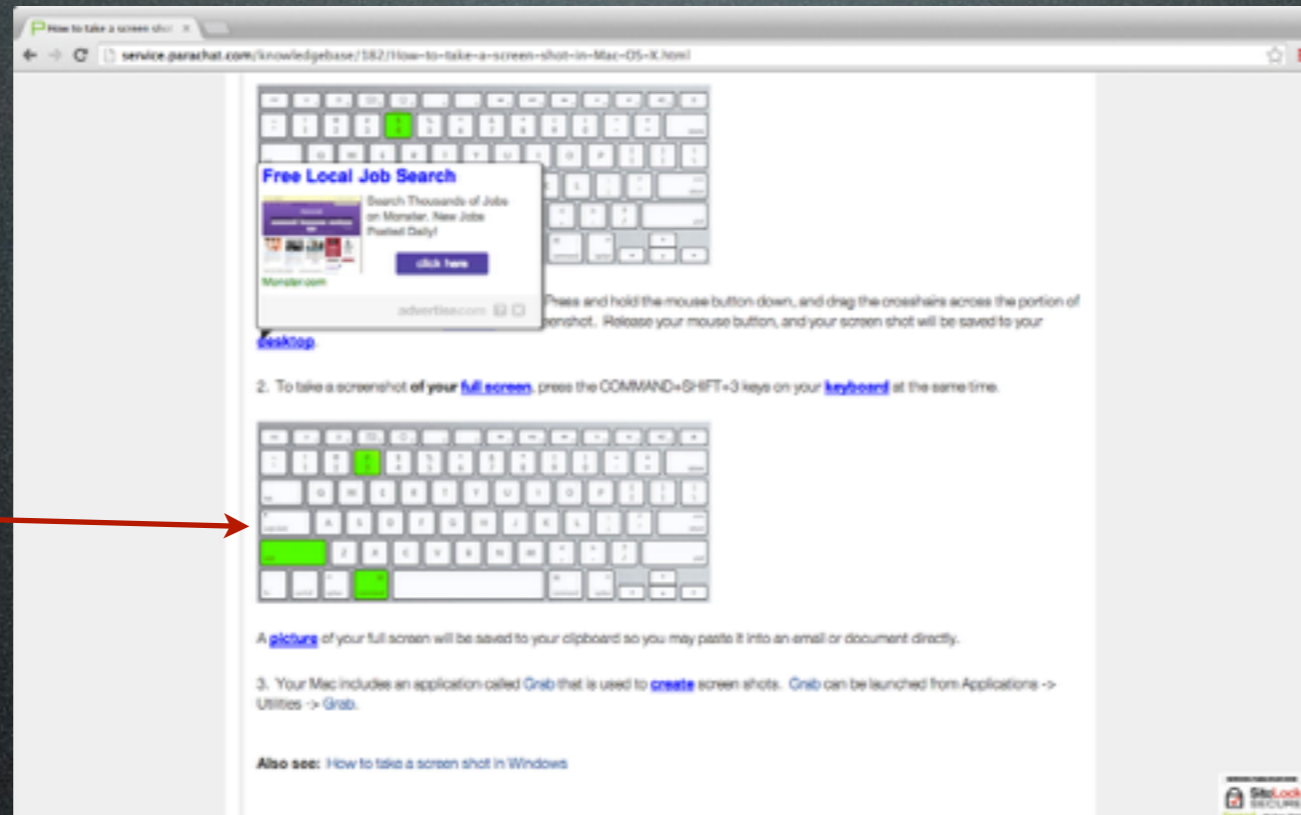 How to take a screen shot
service.parachat.com/knowledgebase/182/How-to-take-a-screen-shot-in-Mac-OS-X.html
Free Local Job Search
Search Thousands of Jobs
on Monster. New Jobs
Posted Daily!
click here
Monster.com
advertise.com
Press and hold the mouse button down, and drag the crosshairs across the portion of
enshot. Release your mouse button, and your screen shot will be saved to your
desktop.
2. To take a screenshot of your full screen, press the COMMAND+SHIFT+3 keys on your keyboard at the same time.
Q W E R T Y U I O P
A S D F G H J K L
Z X C V B N M
A picture of your full screen will be saved to your clipboard so you may paste it into an email or document directly.
3. Your Mac includes an application called Grab that is used to create screen shots. Grab can be launched from Applications ->
Utilities -> Grab.
Also see: How to take a screen shot in Windows
SiteLock
SECURE